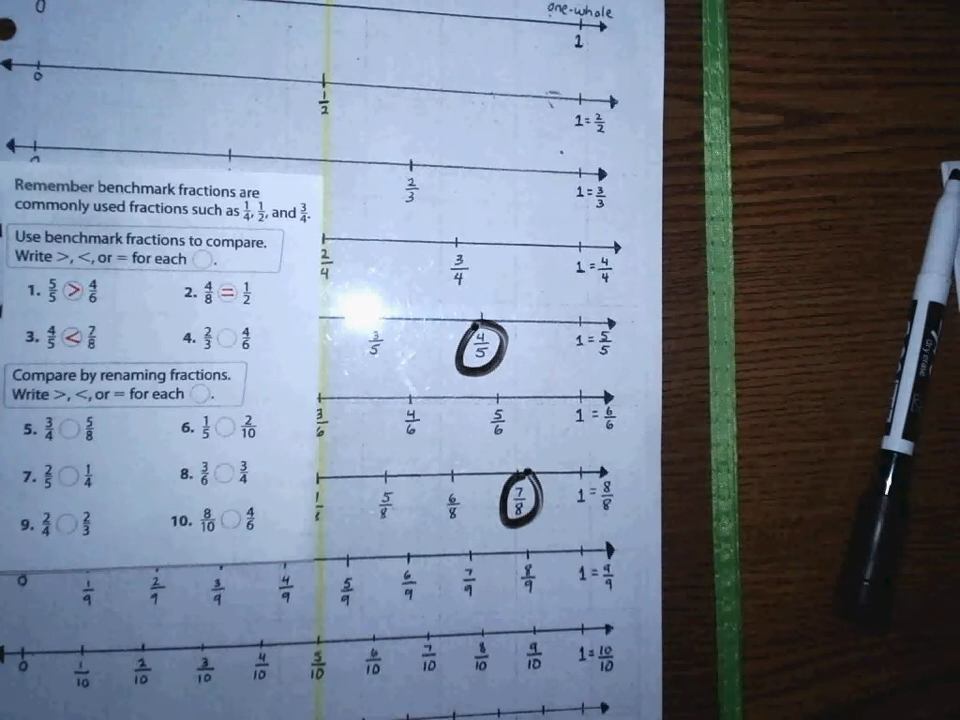 0 one-whole
1
0 1/2 1=2/2
2/3 1=3/3
Remember benchmark fractions are
commonly used fractions such as 1/4, 1/2, and 3/4.
Use benchmark fractions to compare.
Write >, <, or = for each ○.
1. 5/5 > 4/6 2. 4/8 = 1/2
3. 4/5 < 7/8 4. 2/3 ○ 4/6
Compare by renaming fractions.
Write >, <, or = for each ○.
5. 3/4 ○ 5/8 6. 1/5 ○ 2/10
7. 2/5 ○ 1/4 8. 3/6 ○ 3/4
9. 2/4 ○ 2/3 10. 8/10 ○ 4/6
2/4 3/4 1=4/4
3/5 4/5 1=5/5
3/6 4/6 5/6 1=6/6
5/8 6/8 7/8 1=8/8
0 1/9 2/9 3/9 4/9 5/9 6/9 7/9 8/9 1=9/9
0 1/10 2/10 3/10 4/10 5/10 6/10 7/10 8/10 9/10 1=10/10
dry erase